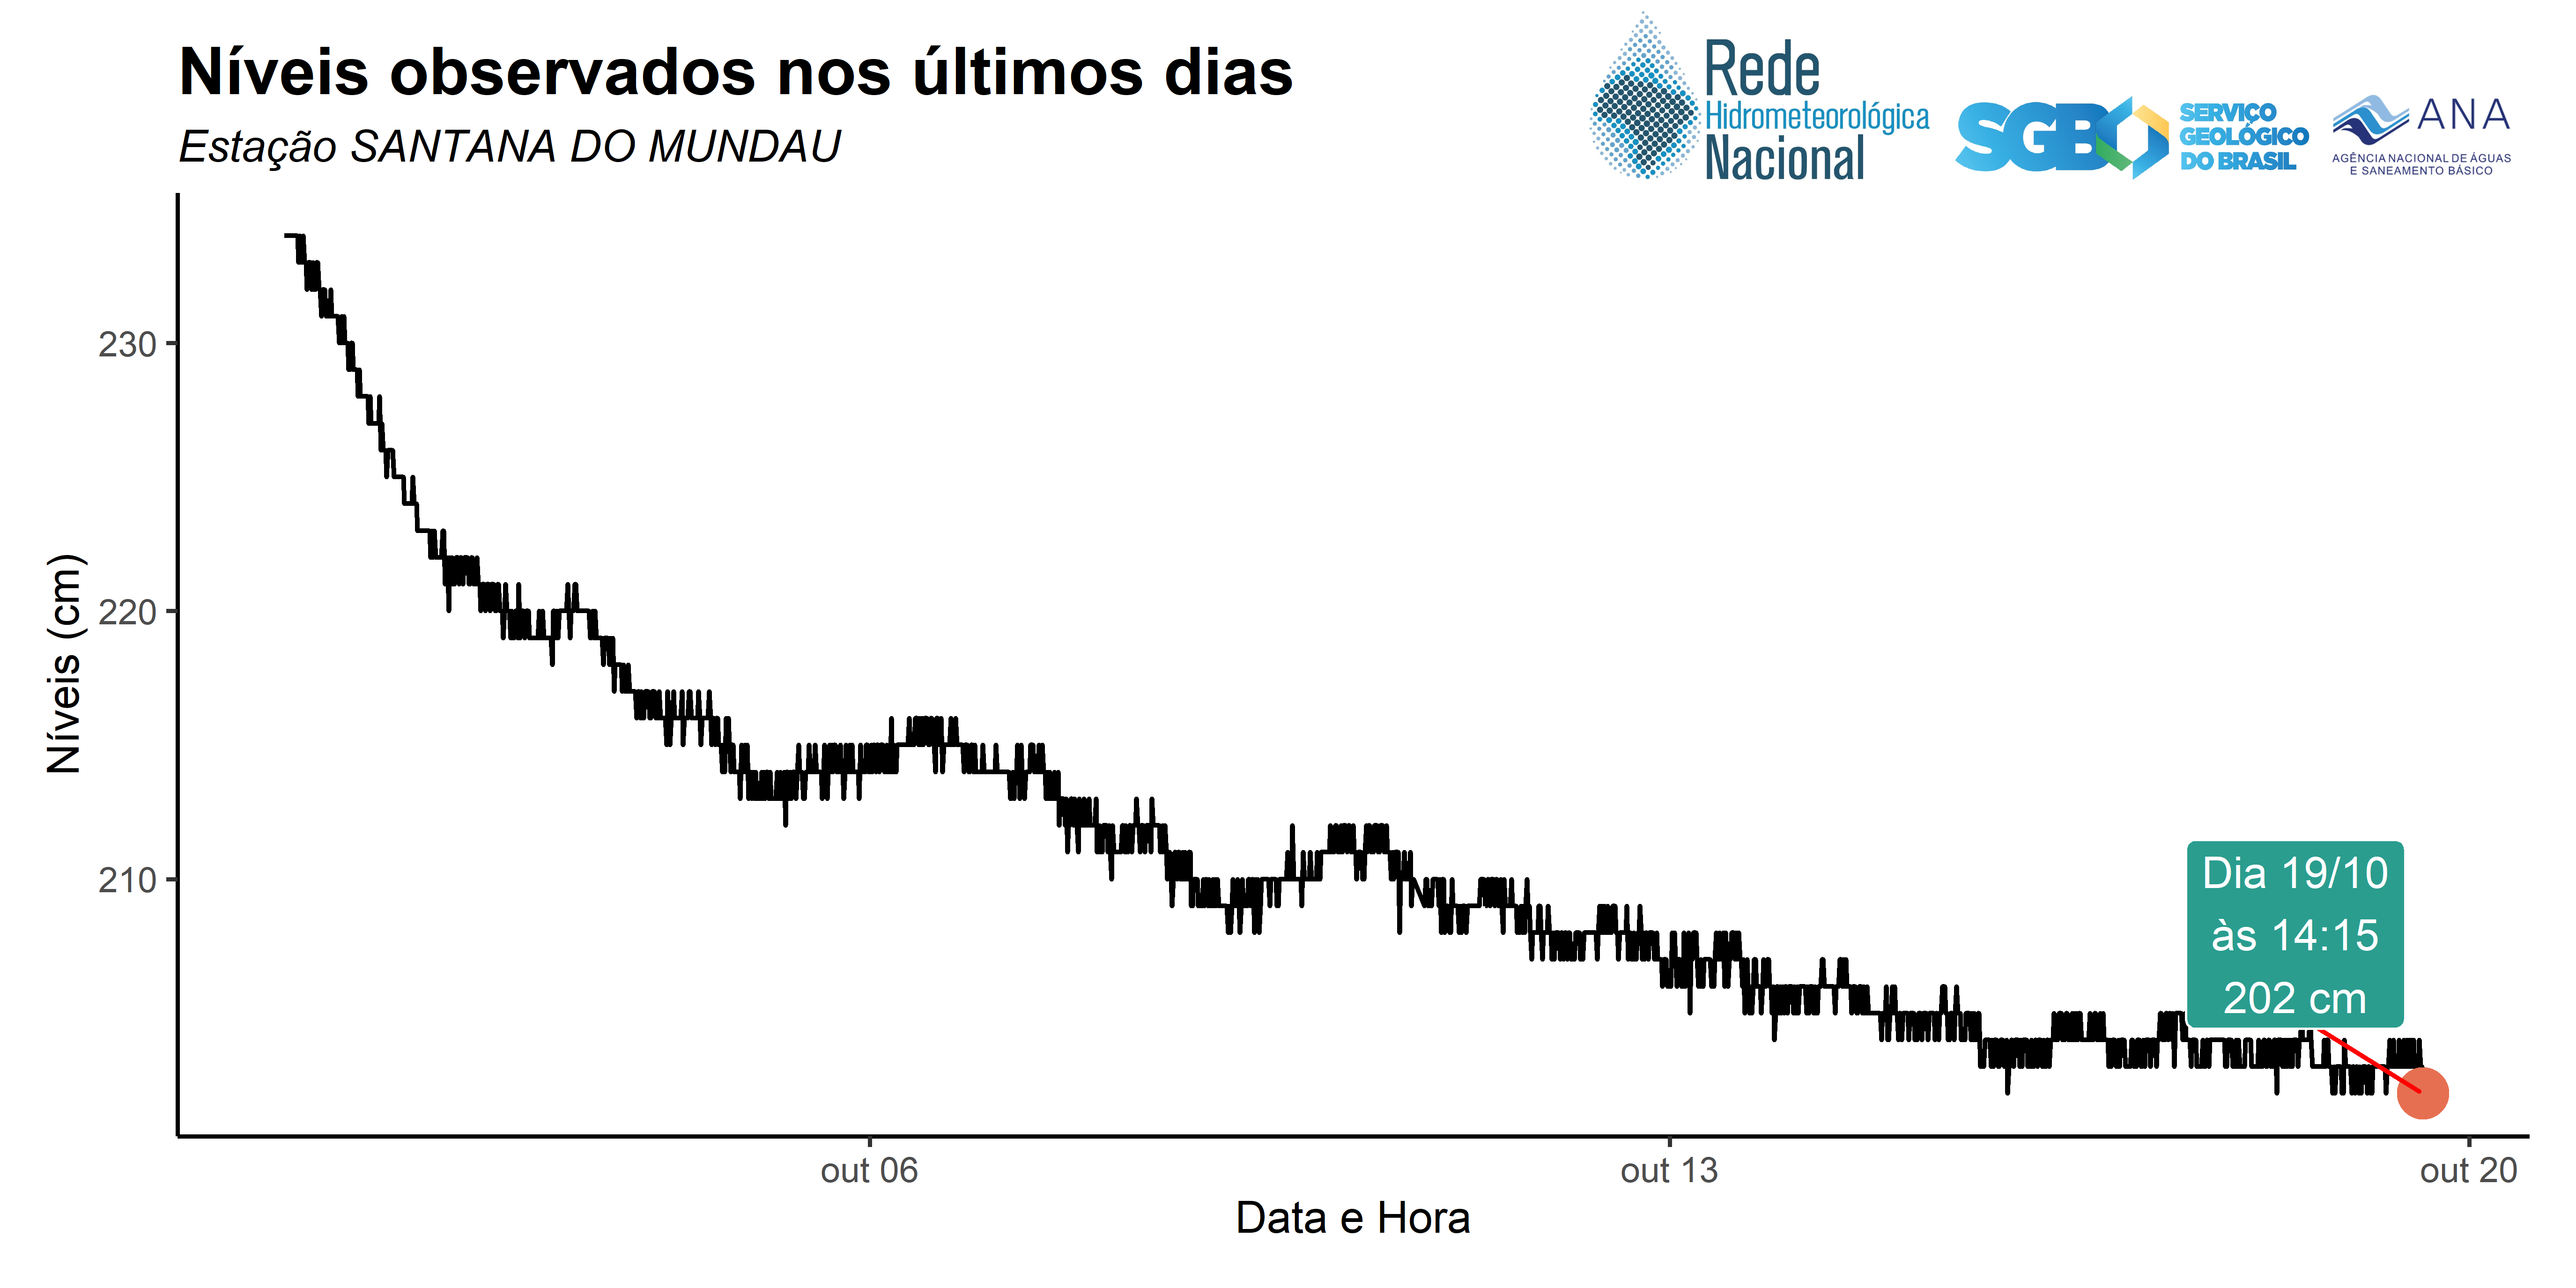 Níveis observados nos últimos dias
Estação SANTANA DO MUNDAU
Rede
Hidrometeorológica
Nacional
SGB
SERVIÇO
GEOLÓGICO
DO BRASIL
ANA
AGÊNCIA NACIONAL DE ÁGUAS
E SANEAMENTO BÁSICO
Níveis (cm)
230
220
210
Dia 19/10
às 14:15
202 cm
out 06
out 13
out 20
Data e Hora